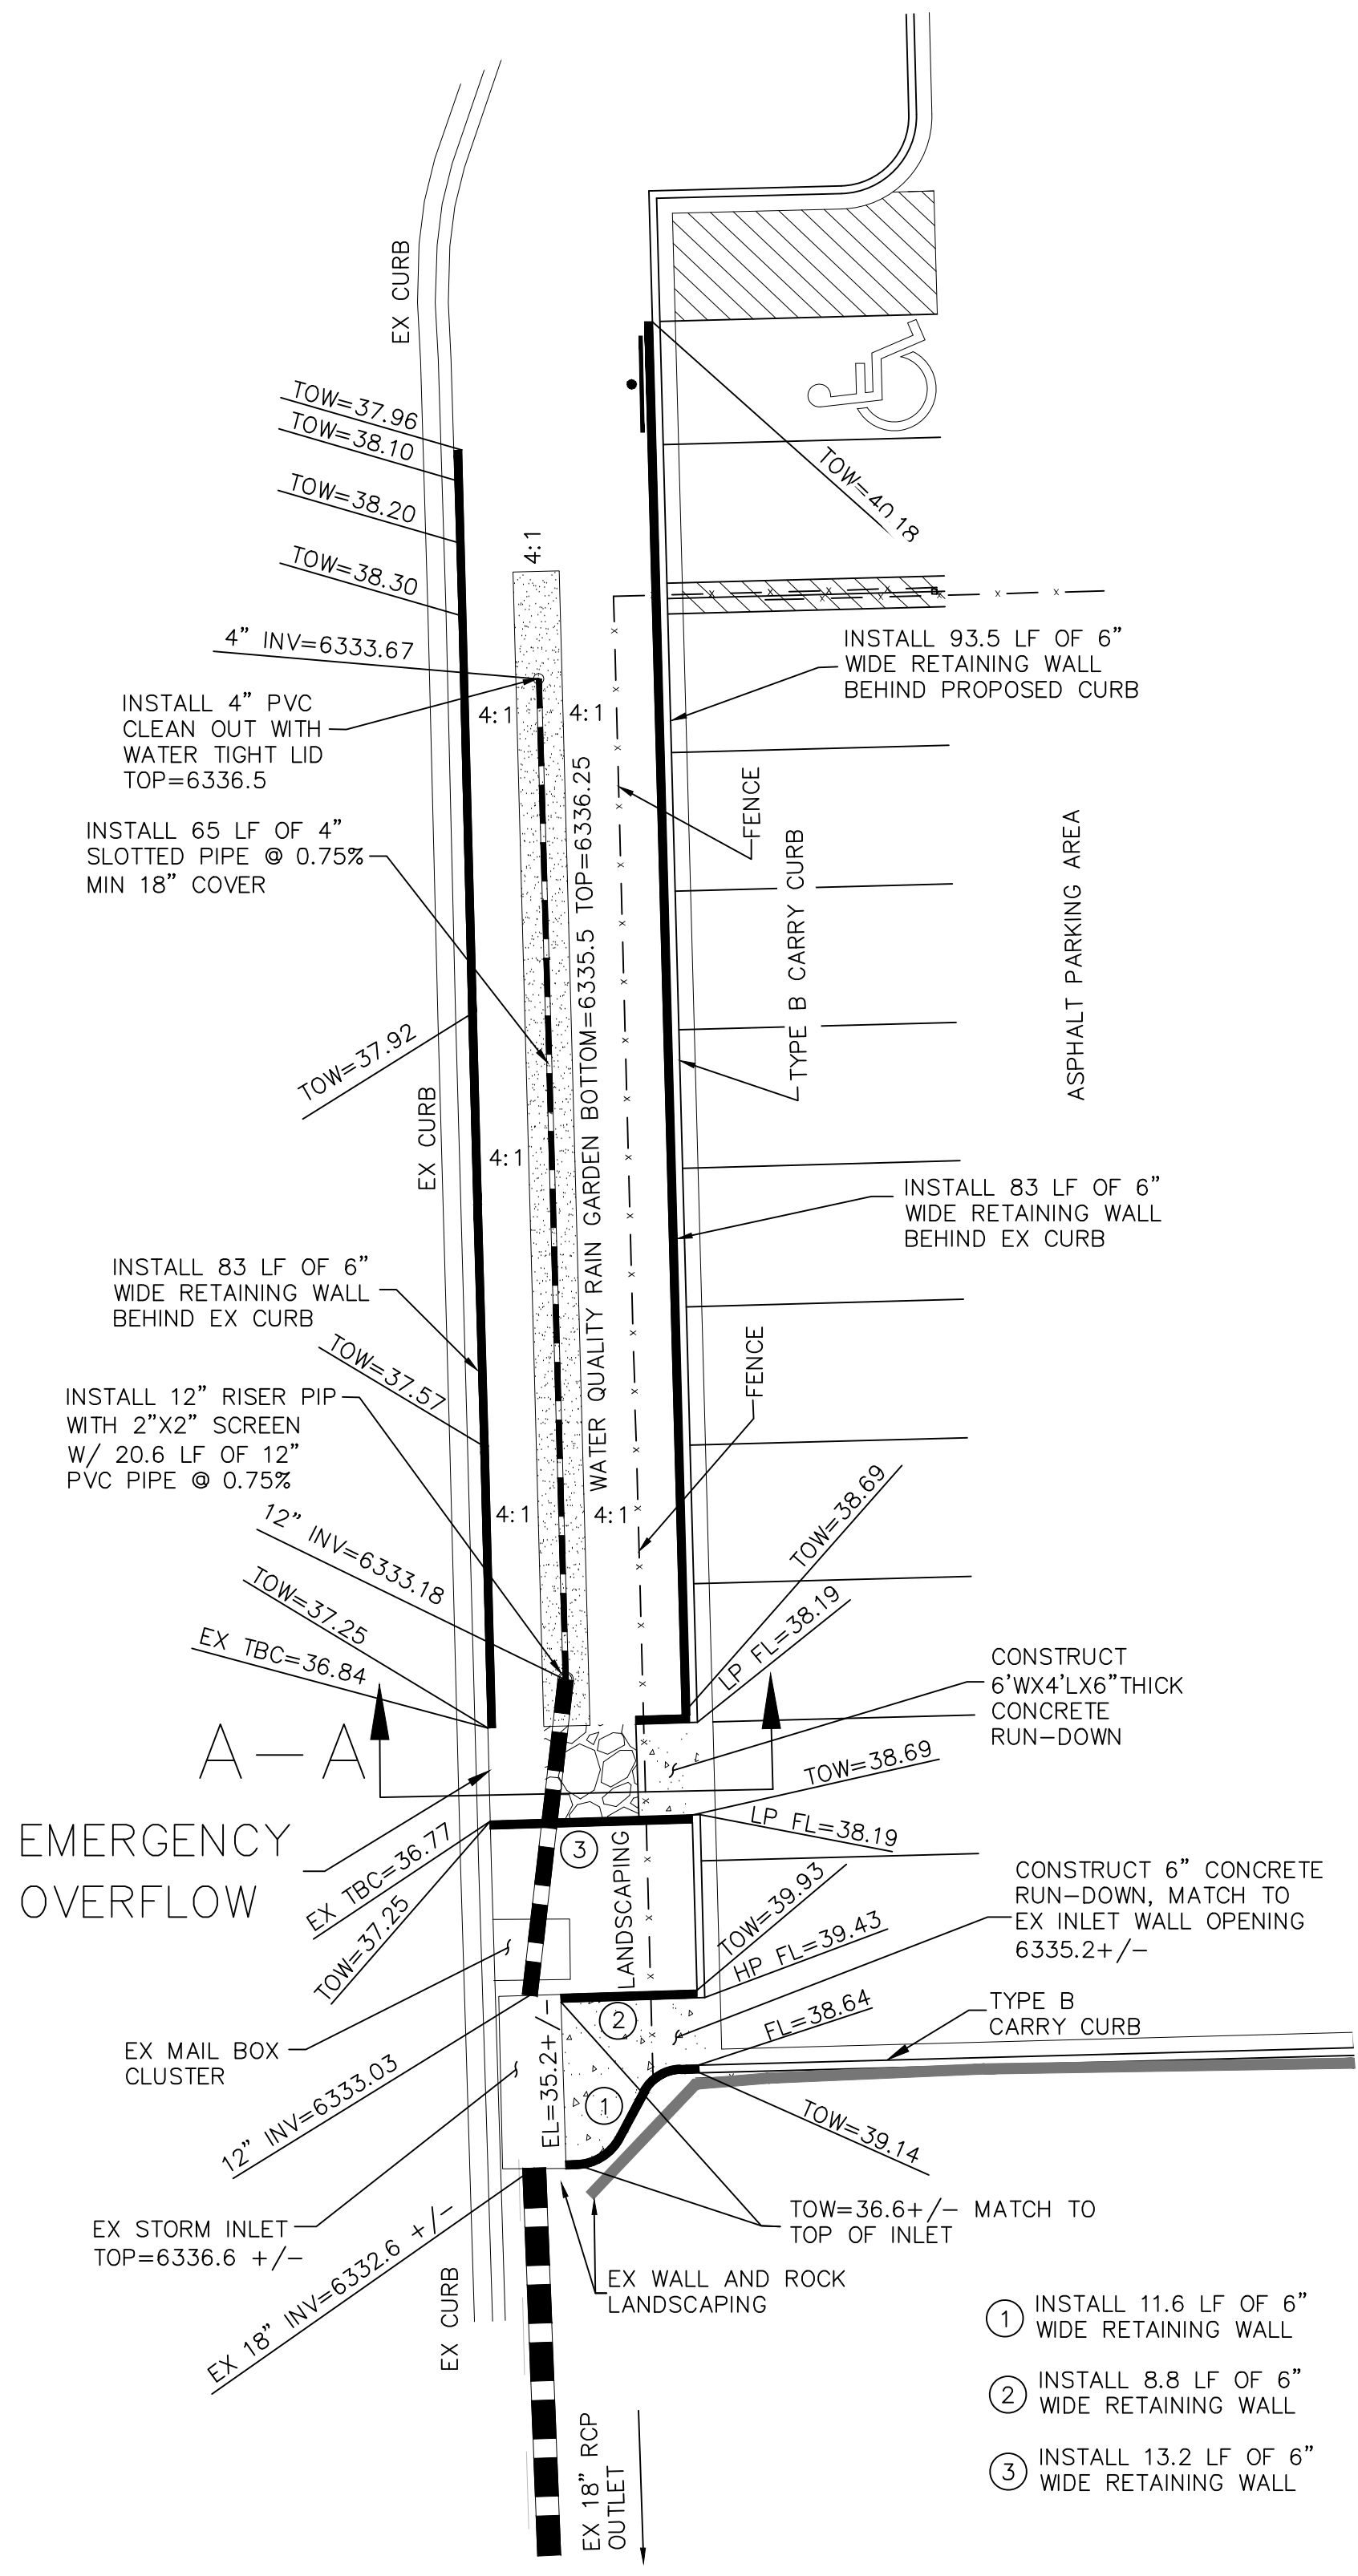 EX CURB
TOW=37.96
TOW=38.10
TOW=38.20
TOW=38.30
TOW=40.18
4:1
4" INV=6333.67
INSTALL 4" PVC
CLEAN OUT WITH
WATER TIGHT LID
TOP=6336.5
4:1
4:1
INSTALL 93.5 LF OF 6"
WIDE RETAINING WALL
BEHIND PROPOSED CURB
INSTALL 65 LF OF 4"
SLOTTED PIPE @ 0.75%
MIN 18" COVER
WATER QUALITY RAIN GARDEN BOTTOM=6335.5 TOP=6336.25
FENCE
TYPE B CARRY CURB
ASPHALT PARKING AREA
TOW=37.92
EX CURB
4:1
INSTALL 83 LF OF 6"
WIDE RETAINING WALL
BEHIND EX CURB
INSTALL 83 LF OF 6"
WIDE RETAINING WALL
BEHIND EX CURB
TOW=37.57
FENCE
INSTALL 12" RISER PIP
WITH 2"X2" SCREEN
W/ 20.6 LF OF 12"
PVC PIPE @ 0.75%
4:1
4:1
12" INV=6333.18
TOW=37.25
EX TBC=36.84
TOW=38.69
LP FL=38.19
CONSTRUCT
6'WX4'LX6"THICK
CONCRETE
RUN-DOWN
A-A
TOW=38.69
LP FL=38.19
EMERGENCY
OVERFLOW
3
LANDSCAPING
EX TBC=36.77
TOW=37.25
TOW=39.93
HP FL=39.43
CONSTRUCT 6" CONCRETE
RUN-DOWN, MATCH TO
EX INLET WALL OPENING
6335.2+/-
2
FL=38.64
TYPE B
CARRY CURB
EX MAIL BOX
CLUSTER
EL=35.2+/-
1
12" INV=6333.03
TOW=39.14
EX STORM INLET
TOP=6336.6 +/-
TOW=36.6+/- MATCH TO
TOP OF INLET
EX 18" INV=6332.6 +/-
EX CURB
EX WALL AND ROCK
LANDSCAPING
1 INSTALL 11.6 LF OF 6"
WIDE RETAINING WALL
2 INSTALL 8.8 LF OF 6"
WIDE RETAINING WALL
3 INSTALL 13.2 LF OF 6"
WIDE RETAINING WALL
EX 18" RCP
OUTLET